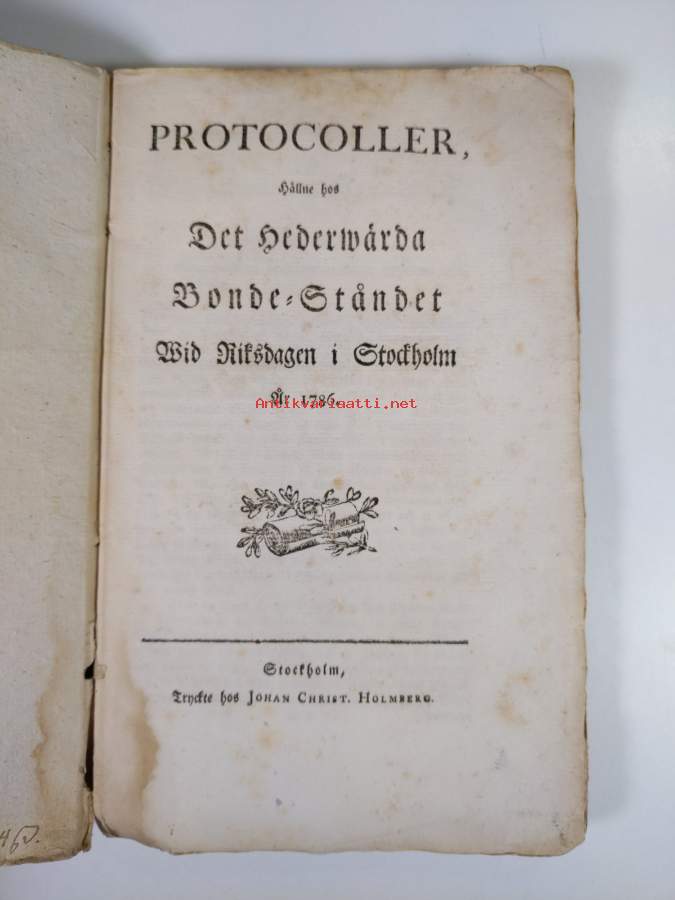 PROTOCOLLER,
Hållne hos
Det Hederwärda
Bonde-Ståndet
Wid Riksdagen i Stockholm
År 1786.
Antikvariaatti.net
Stockholm,
Tryckte hos JOHAN CHRIST. HOLMBERG.